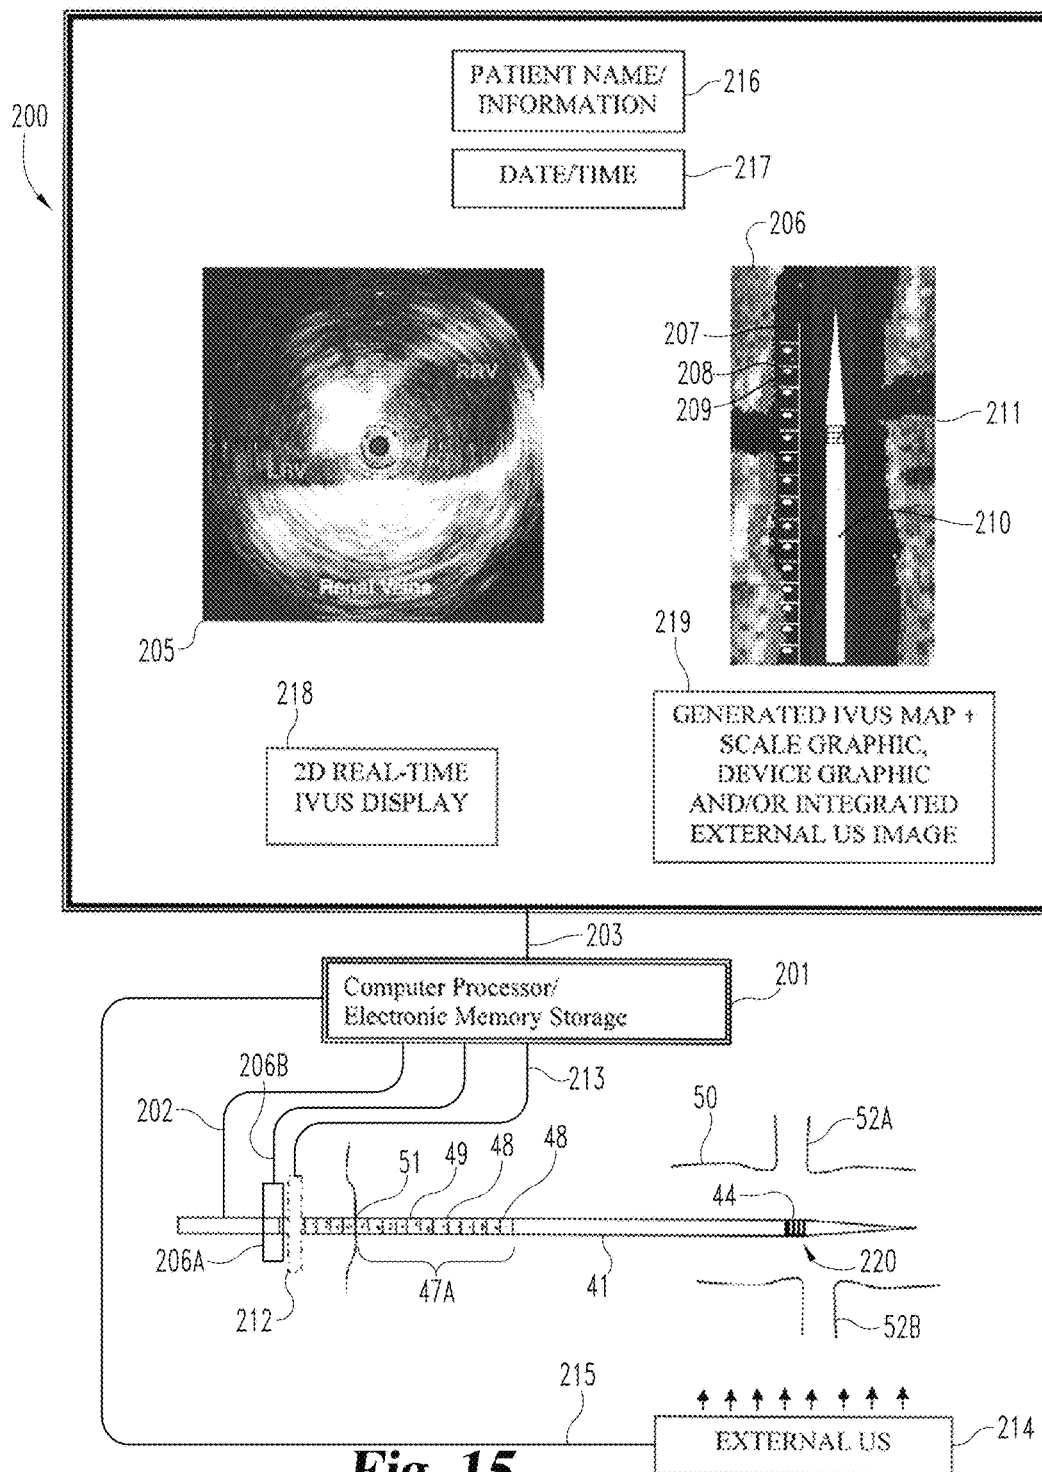 200
PATIENT NAME/
INFORMATION
216
DATE/TIME
217
206
207
208
209
211
210
RRV
LRV
Renal Veins
205
218
2D REAL-TIME
IVUS DISPLAY
219
GENERATED IVUS MAP +
SCALE GRAPHIC,
DEVICE GRAPHIC
AND/OR INTEGRATED
EXTERNAL US IMAGE
203
Computer Processor/
Electronic Memory Storage
201
206B
213
202
50
52A
51
49
48
48
44
206A
47A
41
220
212
52B
215
EXTERNAL US
214
Fig. 15